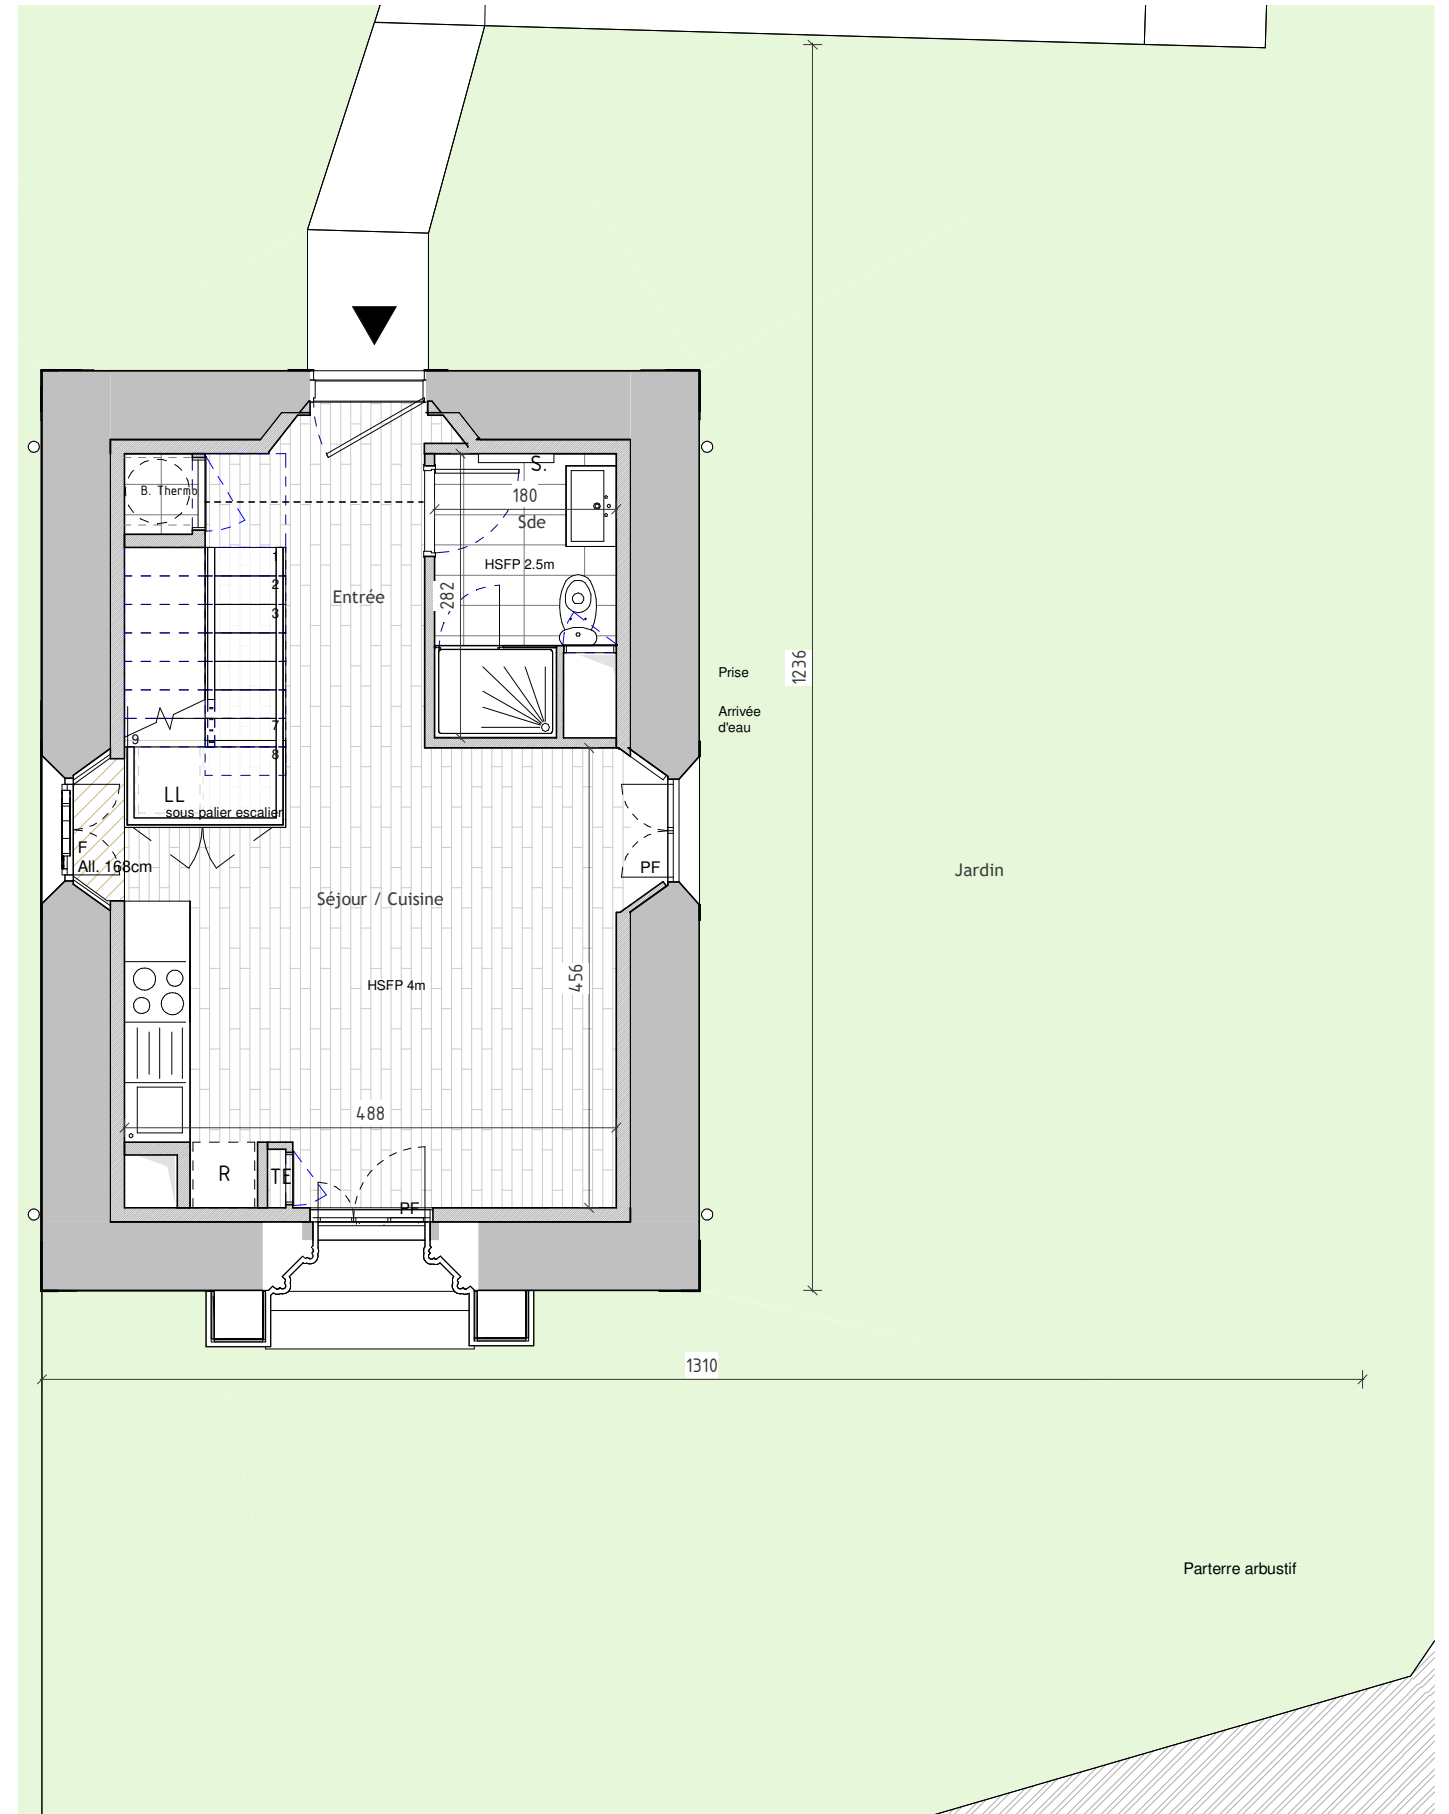 S.
B. Thermo
180
Sde
HSFP 2.5m
1
2
3
Entrée
282
1236
Prise
Arrivée
d'eau
7
9
8
LL
sous palier escalier
F
All. 168cm
PF
Jardin
Séjour / Cuisine
HSFP 4m
456
488
R
TE
PF
1310
Parterre arbustif